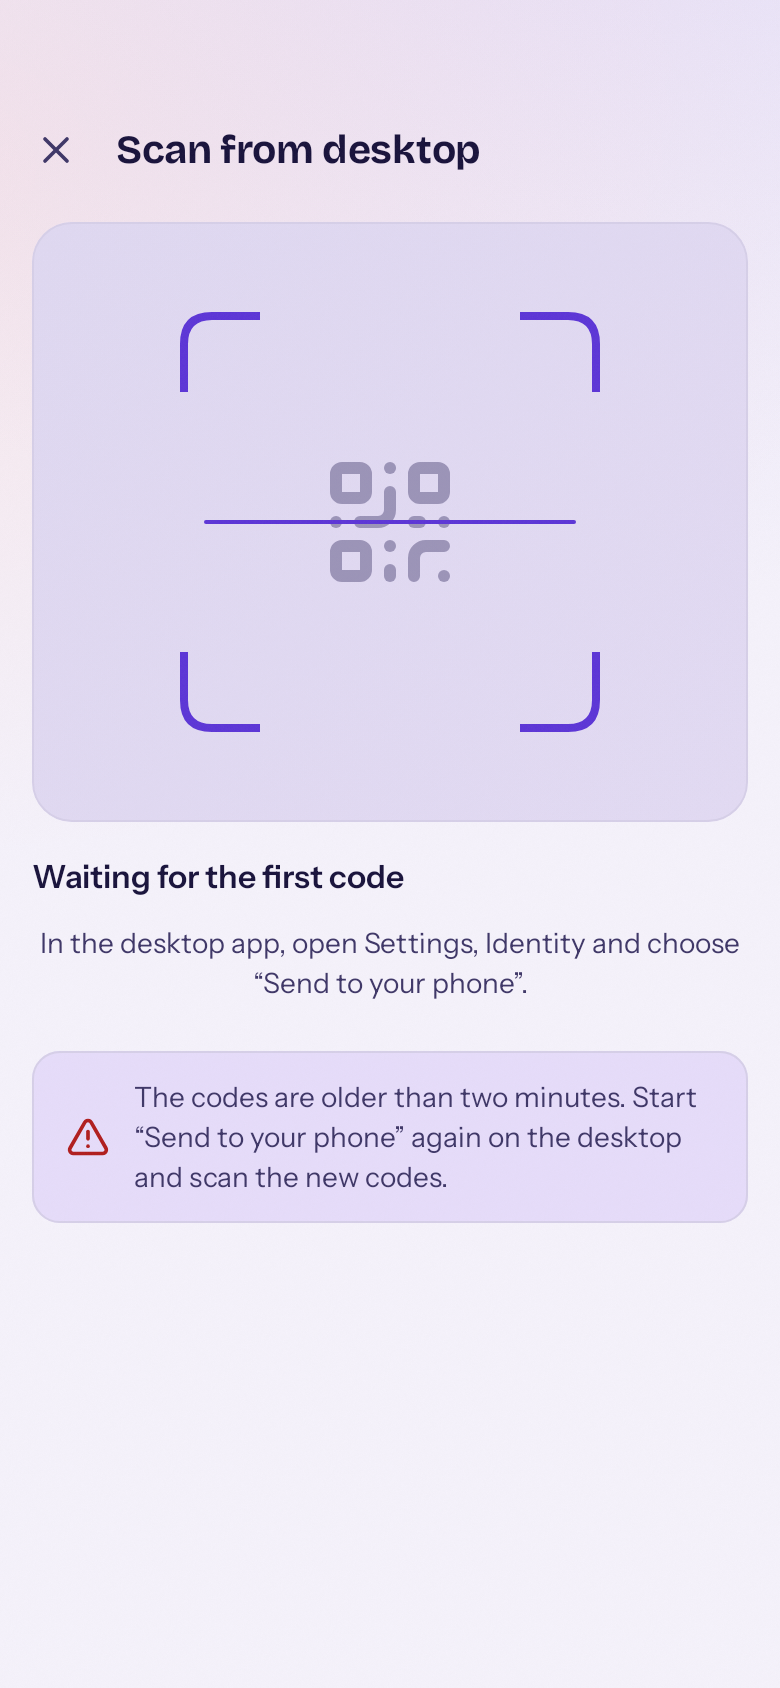 Scan from desktop
Waiting for the first code
In the desktop app, open Settings, Identity and choose
“Send to your phone”.
The codes are older than two minutes. Start
“Send to your phone” again on the desktop
and scan the new codes.